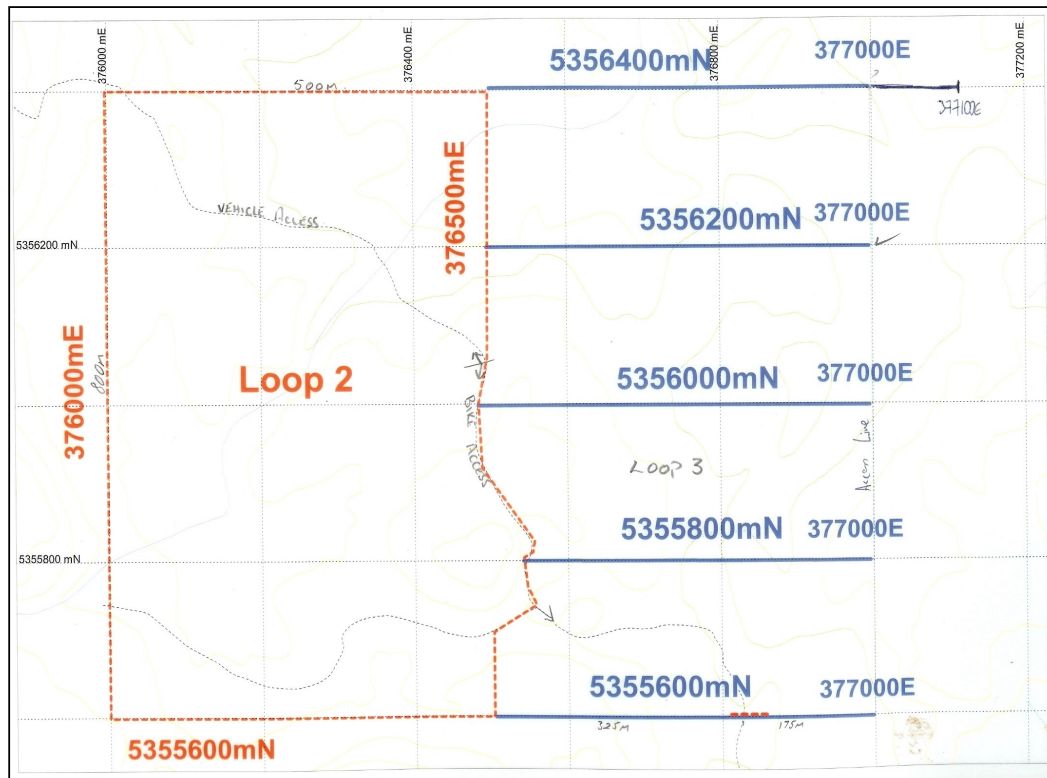 376000 mE
376400 mE
376800 mE
377200 mE
5356400mN
377000E
500m
377100E
VEHICLE ACCESS
376500mE
5356200mN
377000E
5356200 mN
376000mE
800m
Loop 2
5356000mN
377000E
BIKE ACCESS
LOOP 3
Access Line
5355800mN
377000E
5355800 mN
5355600mN
377000E
325m
175m
5355600mN